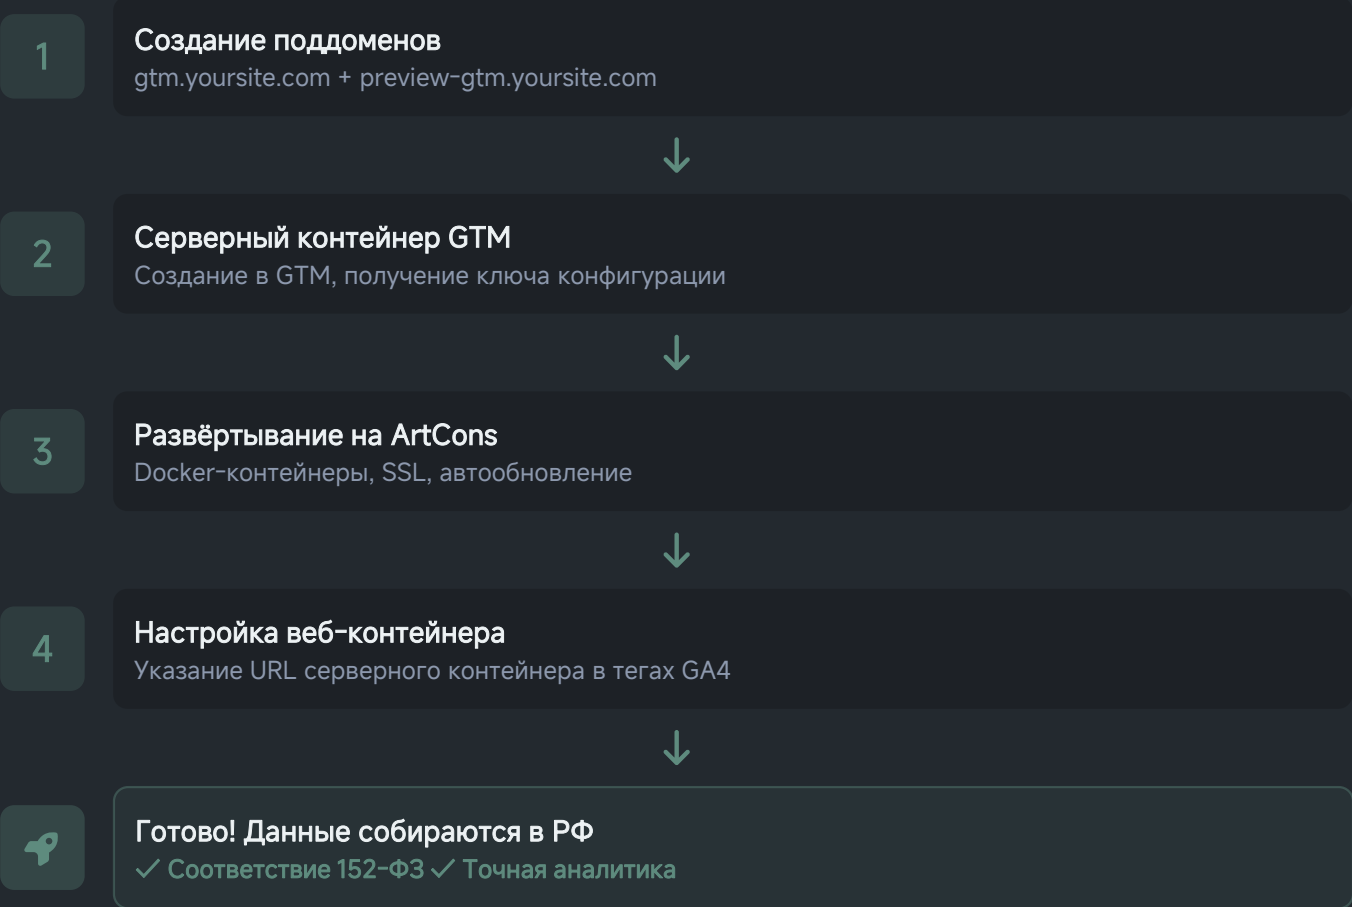 1
Создание поддоменов
gtm.yoursite.com + preview-gtm.yoursite.com
2
Серверный контейнер GTM
Создание в GTM, получение ключа конфигурации
3
Развёртывание на ArtCons
Docker-контейнеры, SSL, автообновление
4
Настройка веб-контейнера
Указание URL серверного контейнера в тегах GA4
Готово! Данные собираются в РФ
✓ Соответствие 152-ФЗ ✓ Точная аналитика